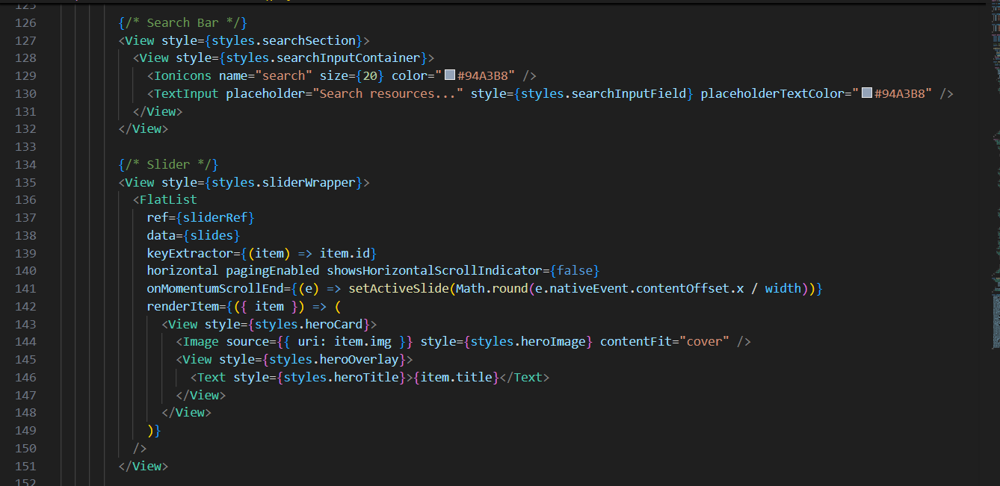 125
126 {/* Search Bar */}
127 <View style={styles.searchSection}>
128 <View style={styles.searchInputContainer}>
129 <Ionicons name="search" size={20} color="#94A3B8" />
130 <TextInput placeholder="Search resources..." style={styles.searchInputField} placeholderTextColor="#94A3B8" />
131 </View>
132 </View>
133
134 {/* Slider */}
135 <View style={styles.sliderWrapper}>
136 <FlatList
137 ref={sliderRef}
138 data={slides}
139 keyExtractor={(item) => item.id}
140 horizontal pagingEnabled showsHorizontalScrollIndicator={false}
141 onMomentumScrollEnd={(e) => setActiveSlide(Math.round(e.nativeEvent.contentOffset.x / width))}
142 renderItem={({ item }) => (
143 <View style={styles.heroCard}>
144 <Image source={{ uri: item.img }} style={styles.heroImage} contentFit="cover" />
145 <View style={styles.heroOverlay}>
146 <Text style={styles.heroTitle}>{item.title}</Text>
147 </View>
148 </View>
149 )}
150 />
151 </View>
152